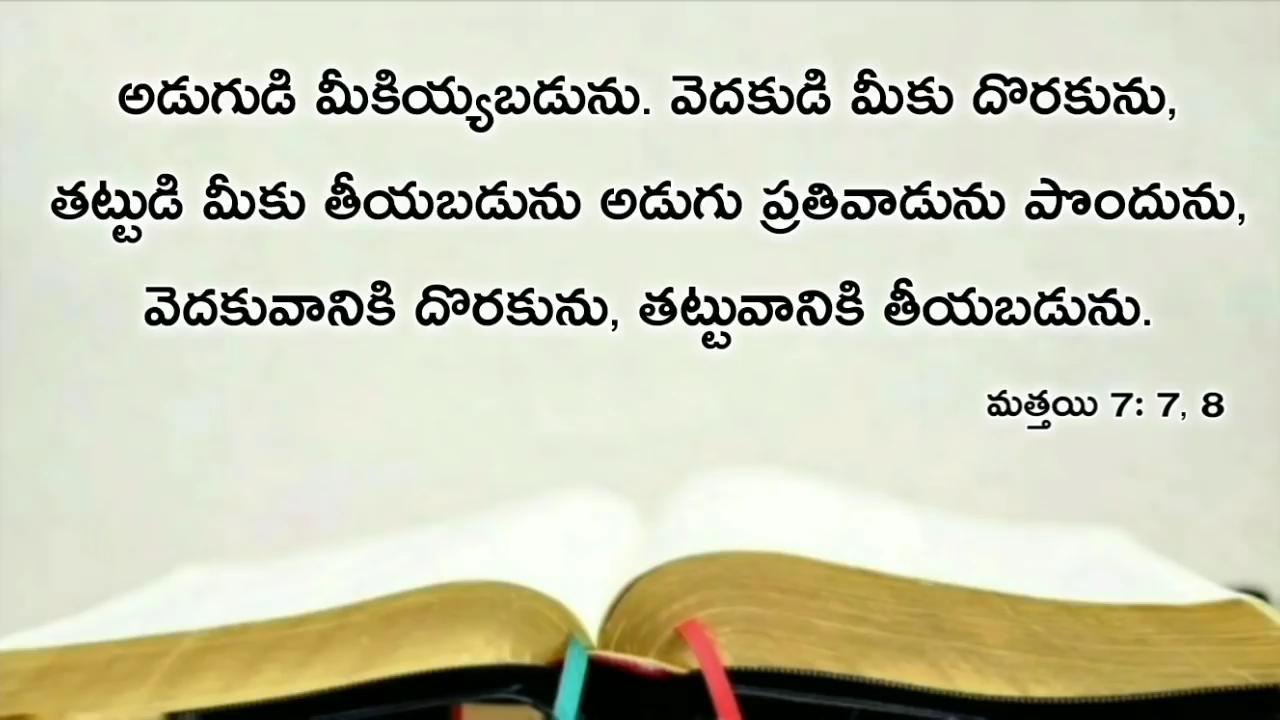 అడుగుడి మీకియ్యబడును. వెదకుడి మీకు దొరకును,
తట్టుడి మీకు తీయబడును అడుగు ప్రతివాడును పొందును,
వెదకువానికి దొరకును, తట్టువానికి తీయబడును.
మత్తయి 7: 7, 8